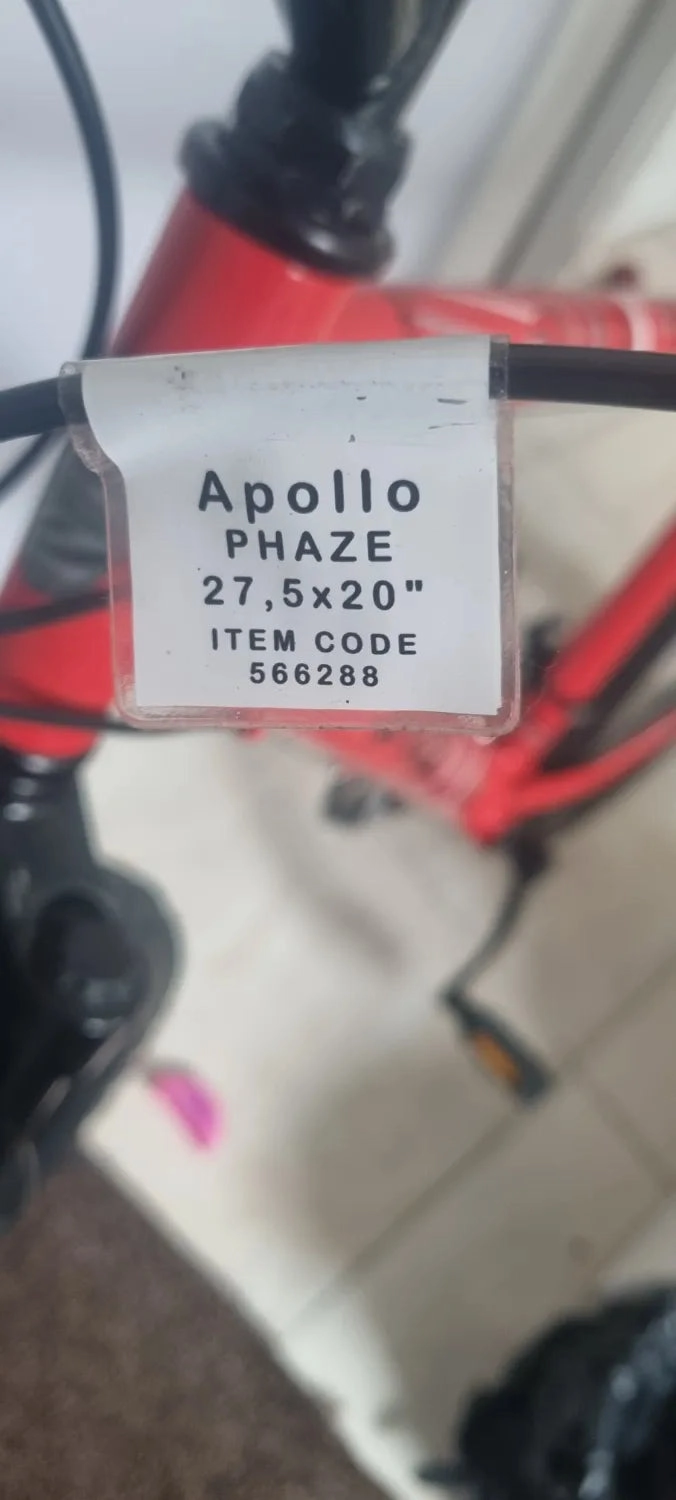 Apollo
PHAZE
27,5x20"
ITEM CODE
566288